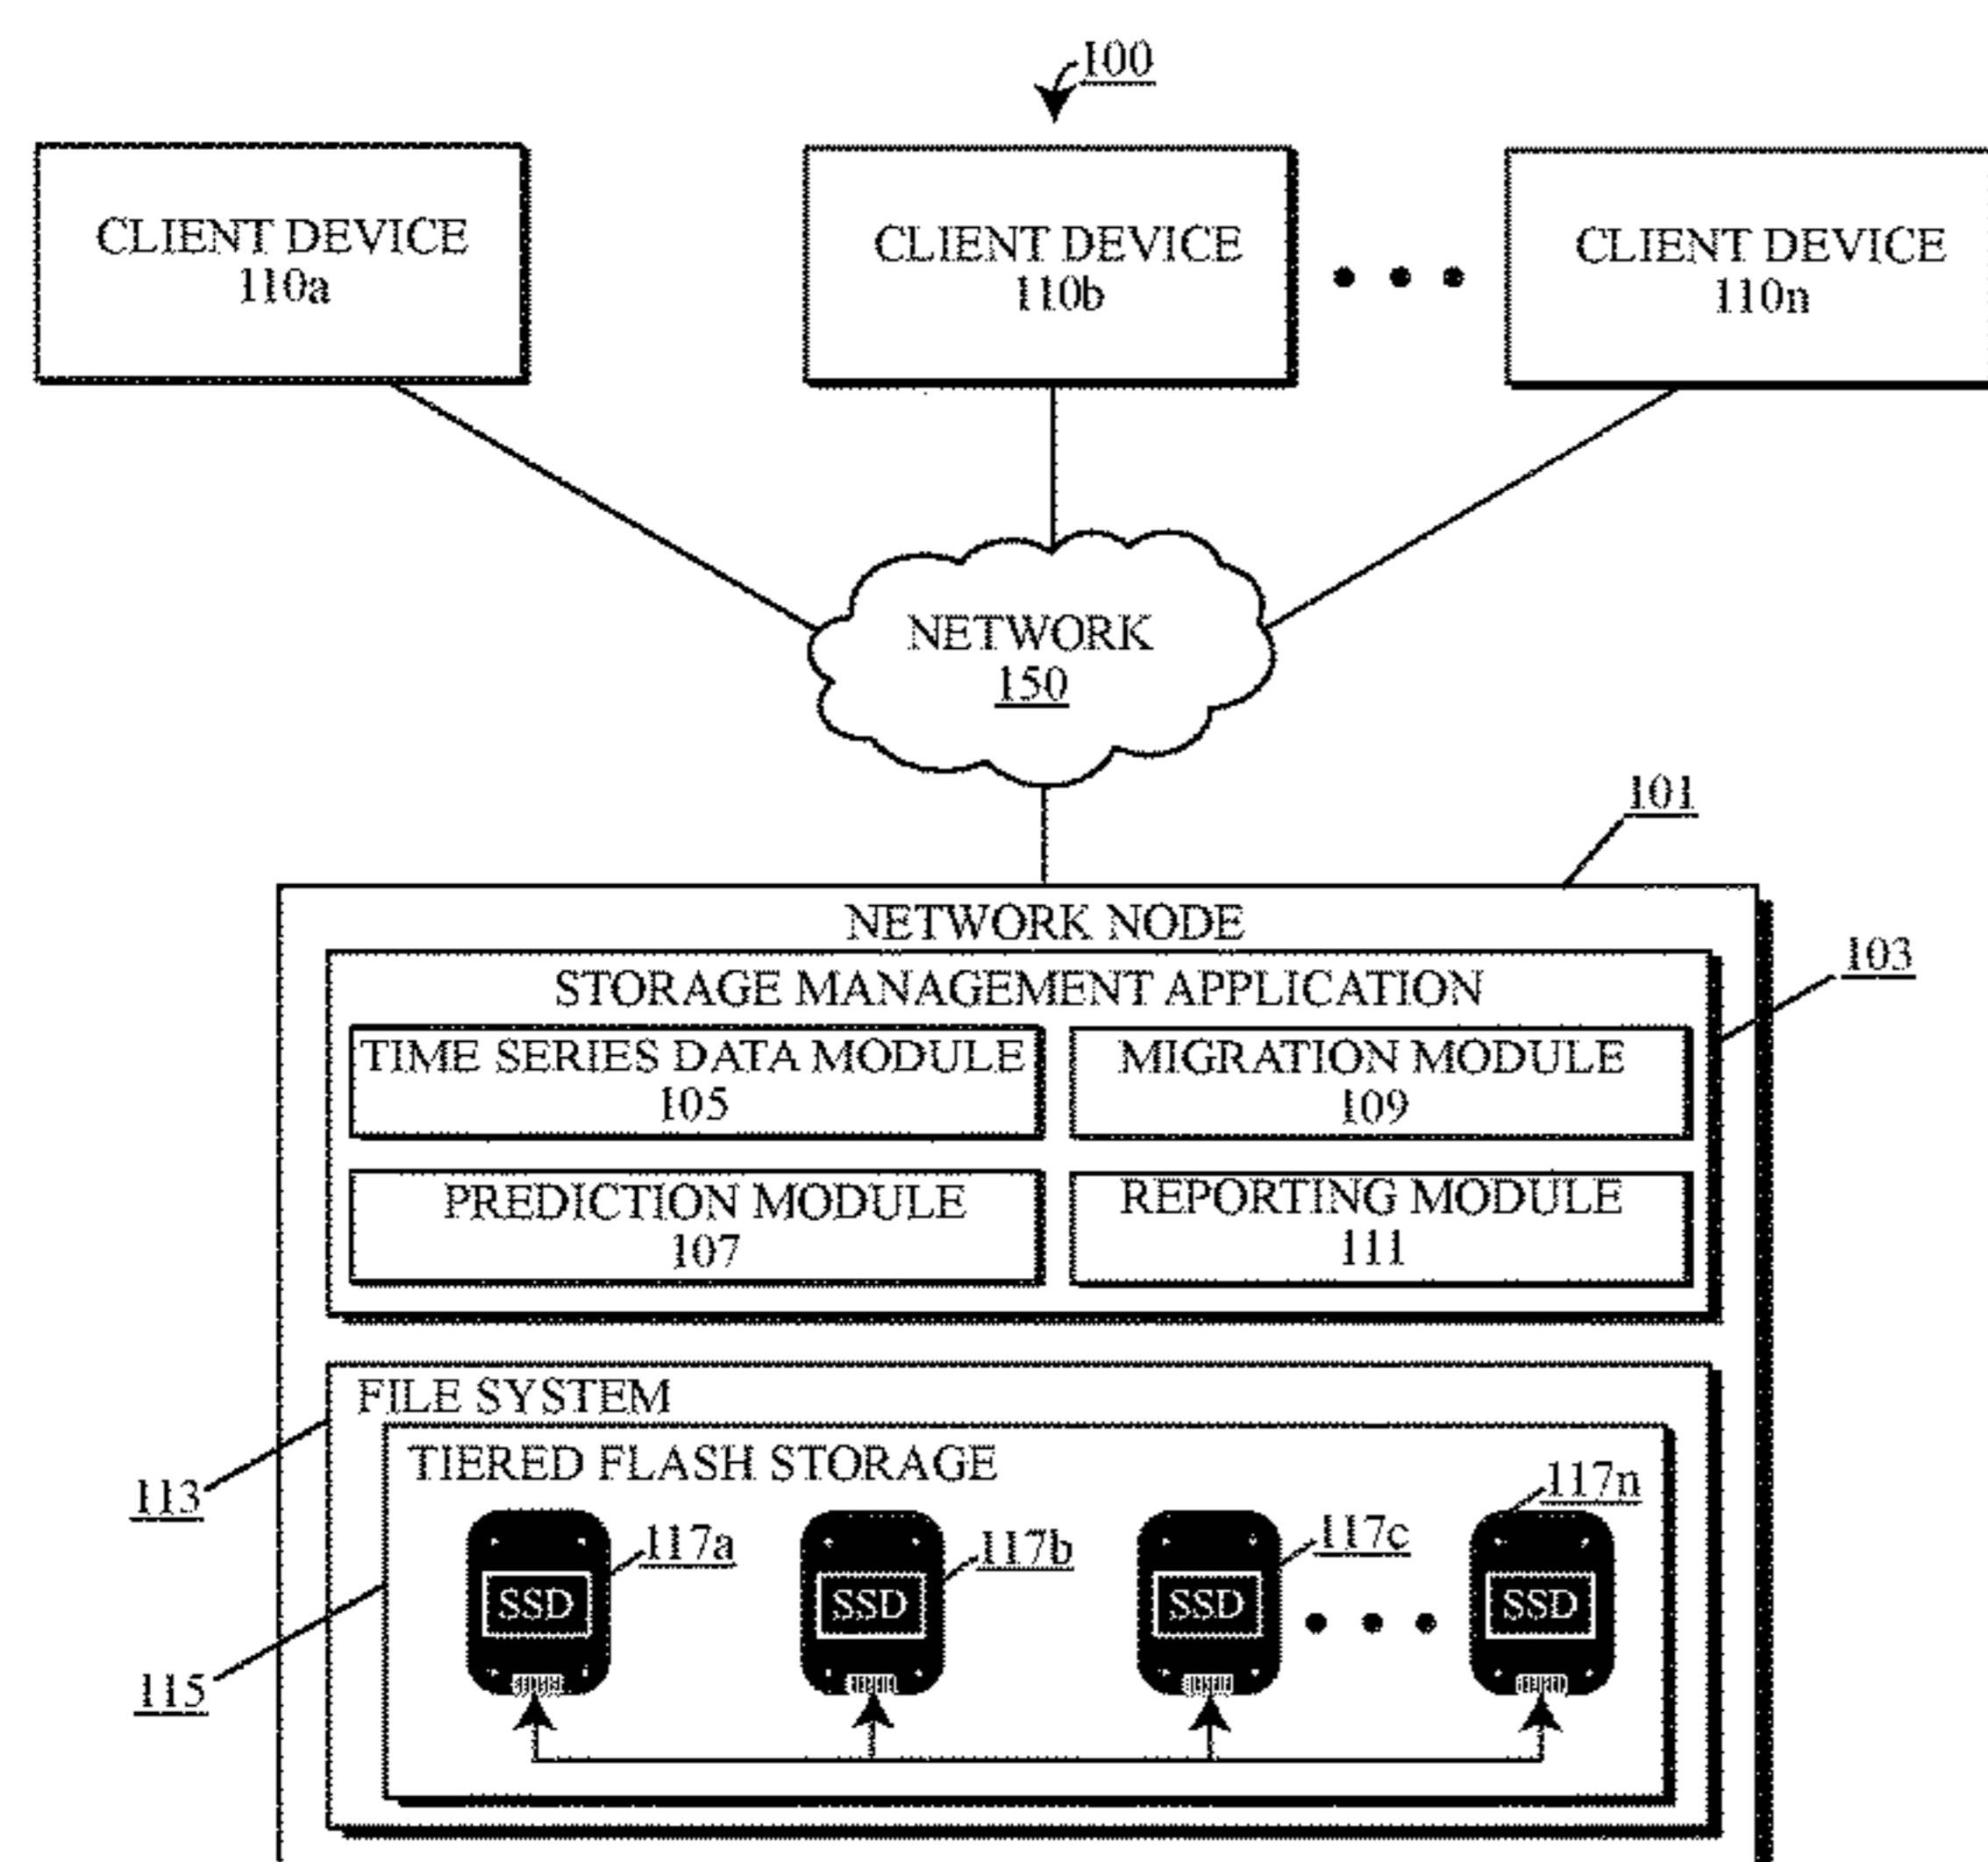 100
CLIENT DEVICE
110a
CLIENT DEVICE
110b
CLIENT DEVICE
110n
NETWORK
150
101
NETWORK NODE
103
STORAGE MANAGEMENT APPLICATION
TIME SERIES DATA MODULE
105
MIGRATION MODULE
109
PREDICTION MODULE
107
REPORTING MODULE
111
FILE SYSTEM
113
TIERED FLASH STORAGE
115
SSD
117a
SSD
117b
SSD
117c
SSD
117n